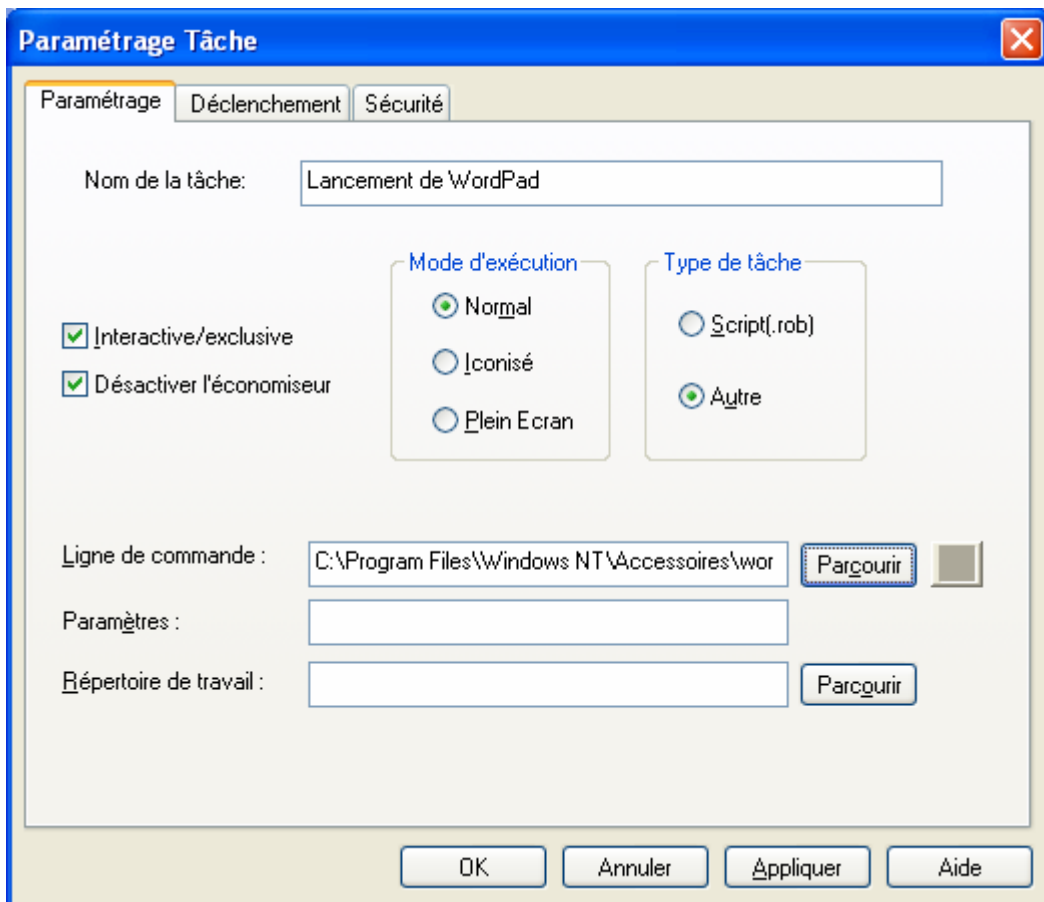 Paramétrage Tâche
Paramétrage Déclenchement Sécurité
Nom de la tâche: Lancement de WordPad
Mode d'exécution Type de tâche
Normal
Script(.rob)
Interactive/exclusive
Iconisé
Désactiver l'économiseur
Autre
Plein Ecran
Ligne de commande : C:\Program Files\Windows NT\Accessoires\wor Parcourir
Paramètres :
Répertoire de travail : Parcourir
OK Annuler Appliquer Aide